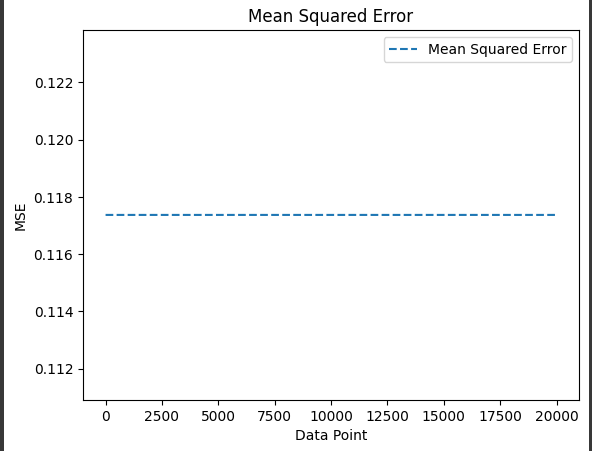 Mean Squared Error
Mean Squared Error
0.122
0.120
0.118
0.116
0.114
0.112
MSE
0 2500 5000 7500 10000 12500 15000 17500 20000
Data Point